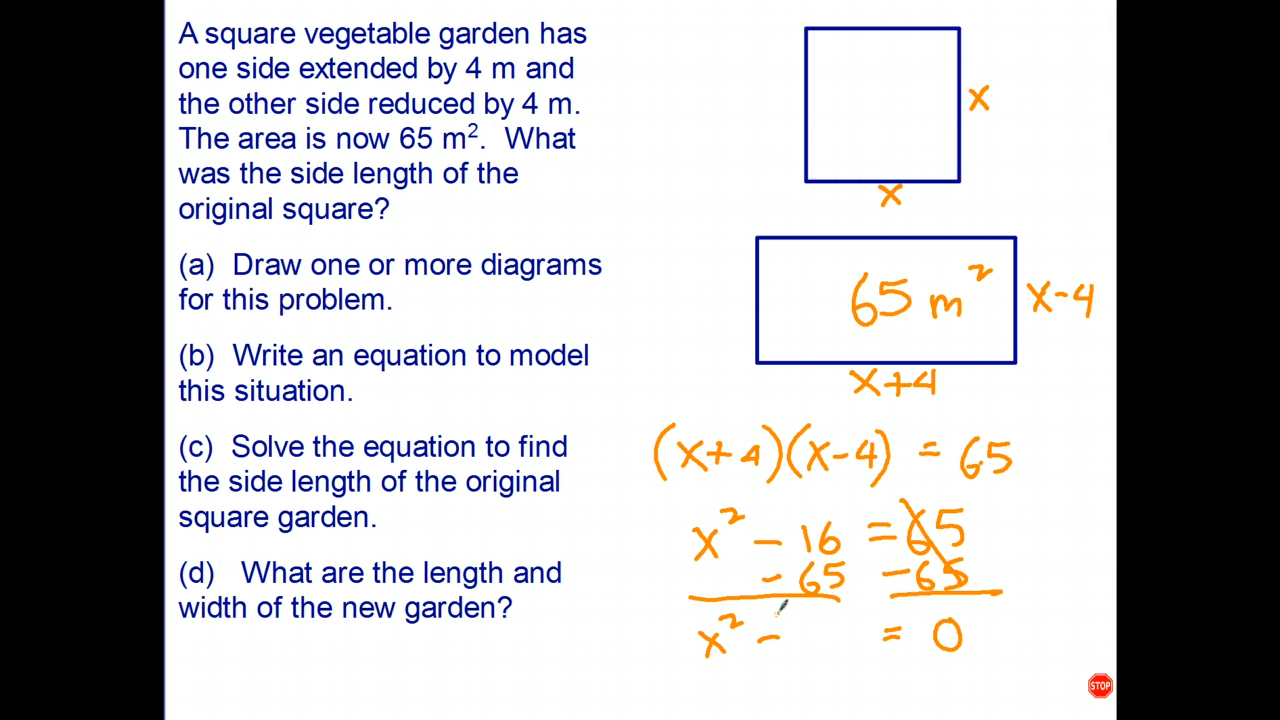 A square vegetable garden has
one side extended by 4 m and
the other side reduced by 4 m.
The area is now 65 m². What
was the side length of the
original square?
(a) Draw one or more diagrams
for this problem.
(b) Write an equation to model
this situation.
(c) Solve the equation to find
the side length of the original
square garden.
(d) What are the length and
width of the new garden?
x
x
65 m²
x-4
x+4
(x+4)(x-4) = 65
x² - 16 = 65
- 65 - 65
x² - = 0
STOP